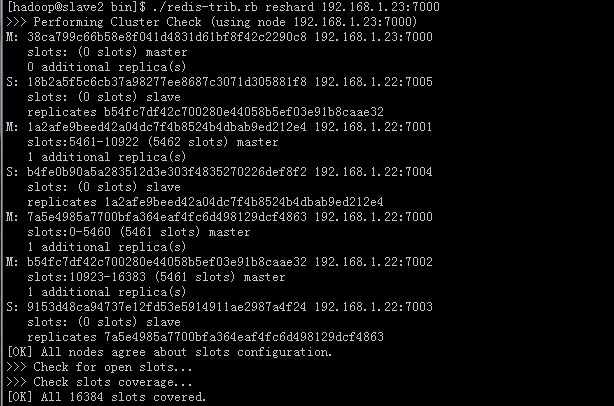 [hadoop@slave2 bin]$ ./redis-trib.rb reshard 192.168.1.23:7000
>>> Performing Cluster Check (using node 192.168.1.23:7000)
M: 38ca799c66b58e8f041d4831d61bf8f42c2290c8 192.168.1.23:7000
slots: (0 slots) master
0 additional replica(s)
S: 18b2a5f5c6cb37a98277ee8687c3071d305881f8 192.168.1.22:7005
slots: (0 slots) slave
replicates b54fc7df42c700280e44058b5ef03e91b8caae32
M: 1a2afe9beed42a04dc7f4b8524b4dbab9ed212e4 192.168.1.22:7001
slots:5461-10922 (5462 slots) master
1 additional replica(s)
S: b4fe0b90a5a283512d3e303f4835270226def8f2 192.168.1.22:7004
slots: (0 slots) slave
replicates 1a2afe9beed42a04dc7f4b8524b4dbab9ed212e4
M: 7a5e4985a7700bfa364eaf4fc6d498129dcf4863 192.168.1.22:7000
slots:0-5460 (5461 slots) master
1 additional replica(s)
M: b54fc7df42c700280e44058b5ef03e91b8caae32 192.168.1.22:7002
slots:10923-16383 (5461 slots) master
1 additional replica(s)
S: 9153d48ca94737e12fd53e5914911ae2987a4f24 192.168.1.22:7003
slots: (0 slots) slave
replicates 7a5e4985a7700bfa364eaf4fc6d498129dcf4863
[OK] All nodes agree about slots configuration.
>>> Check for open slots...
>>> Check slots coverage...
[OK] All 16384 slots covered.